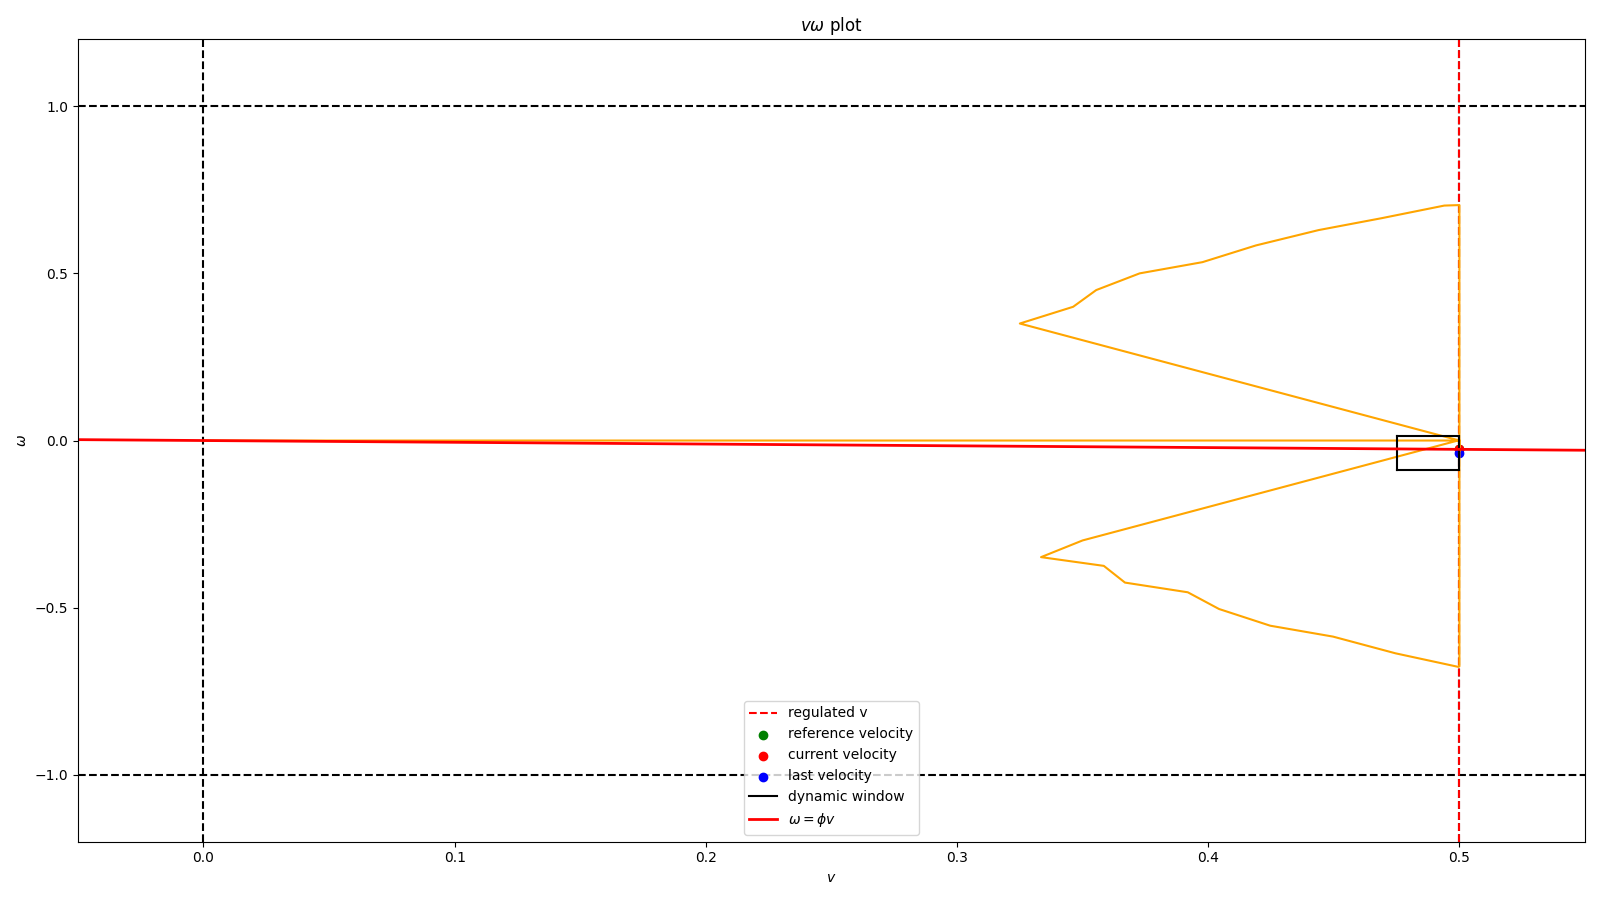 vω plot
1.0
0.5
0.0
−0.5
−1.0
ω
regulated v
reference velocity
current velocity
last velocity
dynamic window
ω = ϕv
0.0 0.1 0.2 0.3 0.4 0.5
v